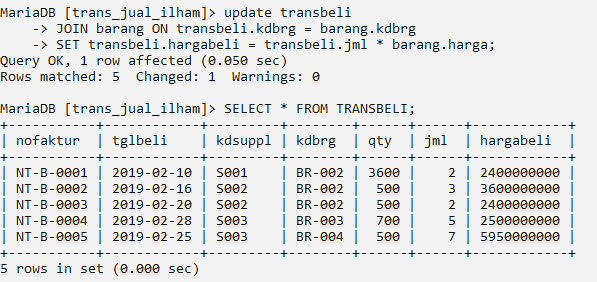 MariaDB [trans_jual_ilham]> update transbeli
    -> JOIN barang ON transbeli.kdbrg = barang.kdbrg
    -> SET transbeli.hargabeli = transbeli.jml * barang.harga;
Query OK, 1 row affected (0.050 sec)
Rows matched: 5  Changed: 1  Warnings: 0

MariaDB [trans_jual_ilham]> SELECT * FROM TRANSBELI;
+-----------+------------+---------+--------+------+------+------------+
| nofaktur  | tglbeli    | kdsuppl | kdbrg  | qty  | jml  | hargabeli  |
+-----------+------------+---------+--------+------+------+------------+
| NT-B-0001 | 2019-02-10 | S001    | BR-002 | 3600 |    2 | 2400000000 |
| NT-B-0002 | 2019-02-16 | S002    | BR-002 |  500 |    3 | 3600000000 |
| NT-B-0003 | 2019-02-20 | S002    | BR-002 |  500 |    2 | 2400000000 |
| NT-B-0004 | 2019-02-28 | S003    | BR-003 |  700 |    5 | 2500000000 |
| NT-B-0005 | 2019-02-25 | S003    | BR-004 |  500 |    7 | 5950000000 |
+-----------+------------+---------+--------+------+------+------------+
5 rows in set (0.000 sec)